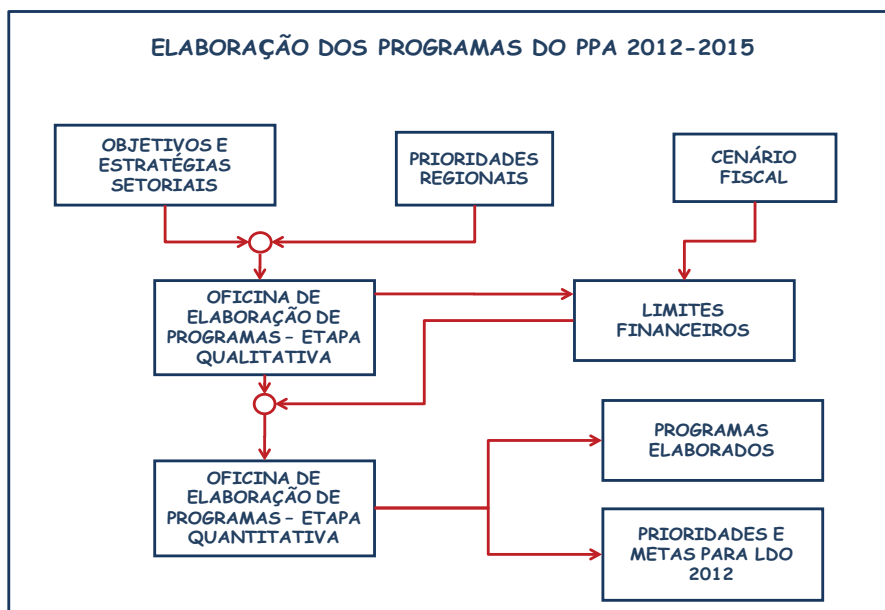 ELABORAÇÃO DOS PROGRAMAS DO PPA 2012-2015
OBJETIVOS E
ESTRATÉGIAS
SETORIAIS
PRIORIDADES
REGIONAIS
CENÁRIO
FISCAL
OFICINA DE
ELABORAÇÃO DE
PROGRAMAS – ETAPA
QUALITATIVA
LIMITES
FINANCEIROS
PROGRAMAS
ELABORADOS
OFICINA DE
ELABORAÇÃO DE
PROGRAMAS – ETAPA
QUANTITATIVA
PRIORIDADES E
METAS PARA LDO
2012